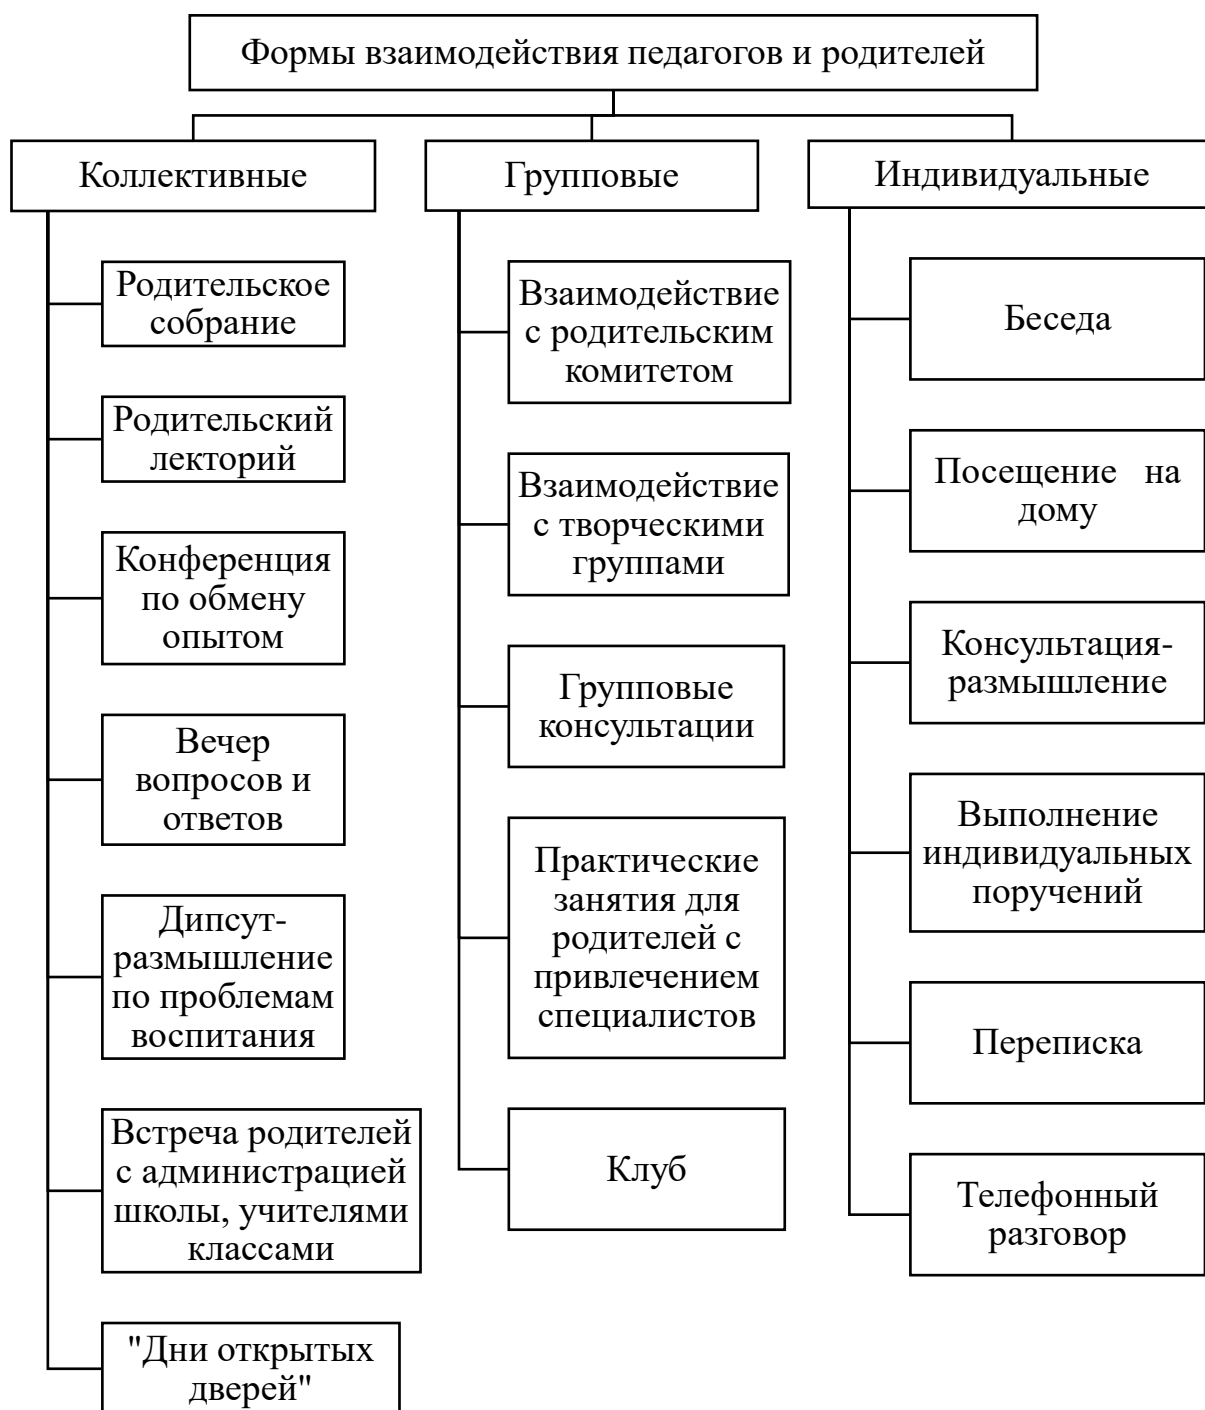 Формы взаимодействия педагогов и родителей
Коллективные
Родительское
собрание
Родительский
лекторий
Конференция
по обмену
опытом
Вечер
вопросов и
ответов
Дипсут-
размышление
по проблемам
воспитания
Встреча родителей
с администрацией
школы, учителями
классами
"Дни открытых
дверей"
Групповые
Взаимодействие
с родительским
комитетом
Взаимодействие
с творческими
группами
Групповые
консультации
Практические
занятия для
родителей с
привлечением
специалистов
Клуб
Индивидуальные
Беседа
Посещение на
дому
Консультация-
размышление
Выполнение
индивидуальных
поручений
Переписка
Телефонный
разговор